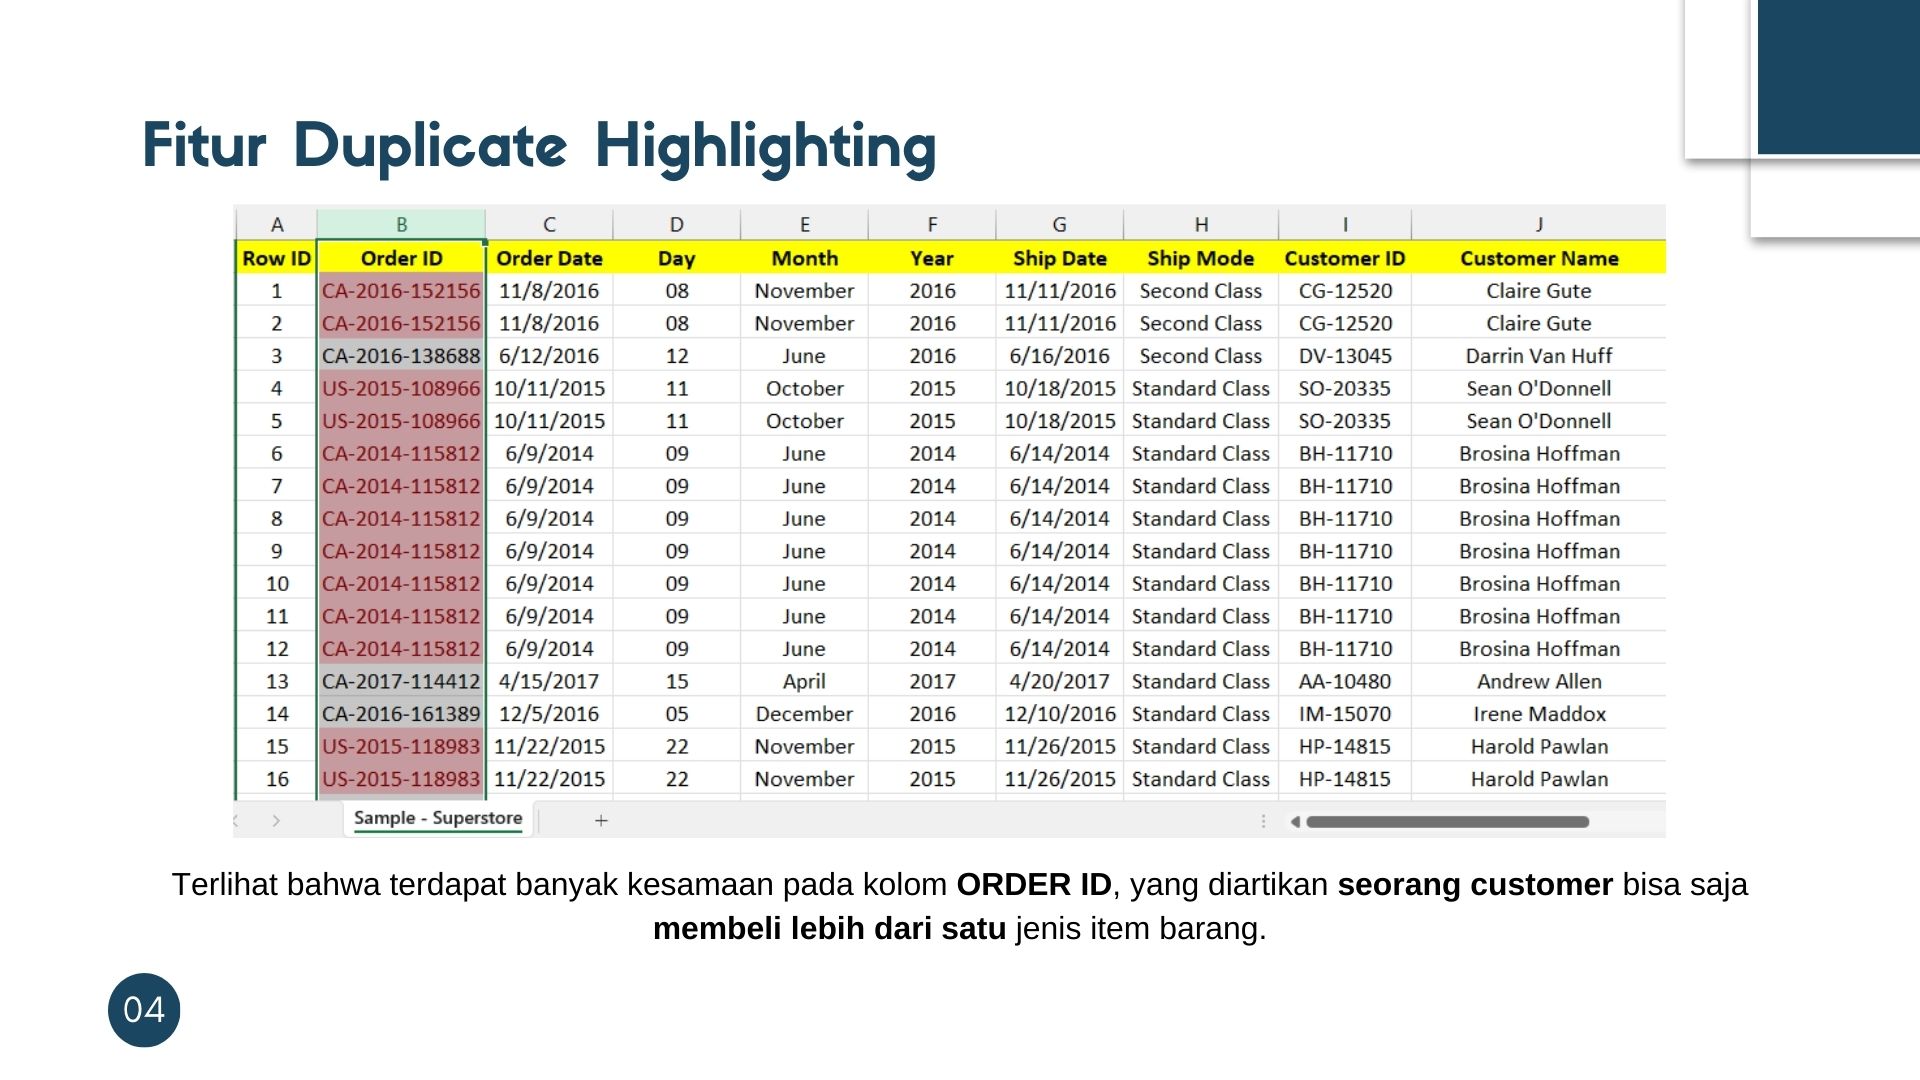 Fitur Duplicate Highlighting
A B C D E F G H I J
Row ID Order ID Order Date Day Month Year Ship Date Ship Mode Customer ID Customer Name
1 CA-2016-152156 11/8/2016 08 November 2016 11/11/2016 Second Class CG-12520 Claire Gute
2 CA-2016-152156 11/8/2016 08 November 2016 11/11/2016 Second Class CG-12520 Claire Gute
3 CA-2016-138688 6/12/2016 12 June 2016 6/16/2016 Second Class DV-13045 Darrin Van Huff
4 US-2015-108966 10/11/2015 11 October 2015 10/18/2015 Standard Class SO-20335 Sean O'Donnell
5 US-2015-108966 10/11/2015 11 October 2015 10/18/2015 Standard Class SO-20335 Sean O'Donnell
6 CA-2014-115812 6/9/2014 09 June 2014 6/14/2014 Standard Class BH-11710 Brosina Hoffman
7 CA-2014-115812 6/9/2014 09 June 2014 6/14/2014 Standard Class BH-11710 Brosina Hoffman
8 CA-2014-115812 6/9/2014 09 June 2014 6/14/2014 Standard Class BH-11710 Brosina Hoffman
9 CA-2014-115812 6/9/2014 09 June 2014 6/14/2014 Standard Class BH-11710 Brosina Hoffman
10 CA-2014-115812 6/9/2014 09 June 2014 6/14/2014 Standard Class BH-11710 Brosina Hoffman
11 CA-2014-115812 6/9/2014 09 June 2014 6/14/2014 Standard Class BH-11710 Brosina Hoffman
12 CA-2014-115812 6/9/2014 09 June 2014 6/14/2014 Standard Class BH-11710 Brosina Hoffman
13 CA-2017-114412 4/15/2017 15 April 2017 4/20/2017 Standard Class AA-10480 Andrew Allen
14 CA-2016-161389 12/5/2016 05 December 2016 12/10/2016 Standard Class IM-15070 Irene Maddox
15 US-2015-118983 11/22/2015 22 November 2015 11/26/2015 Standard Class HP-14815 Harold Pawlan
16 US-2015-118983 11/22/2015 22 November 2015 11/26/2015 Standard Class HP-14815 Harold Pawlan
Sample - Superstore +
Terlihat bahwa terdapat banyak kesamaan pada kolom ORDER ID, yang diartikan seorang customer bisa saja
membeli lebih dari satu jenis item barang.
04